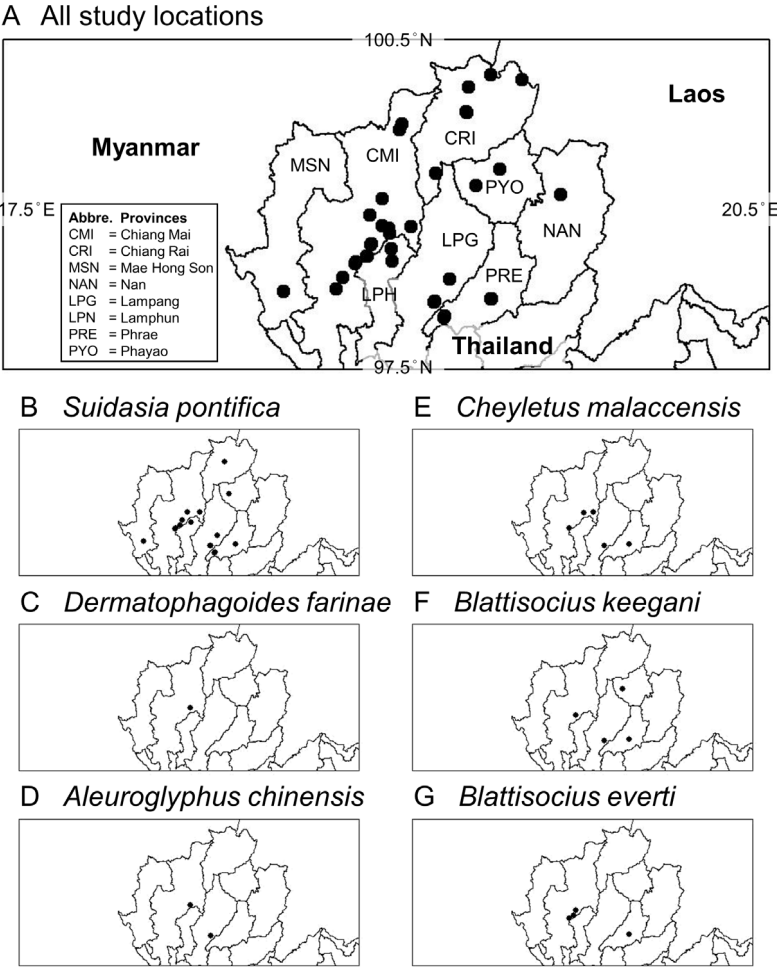 A All study locations
100.5°N
Laos
Myanmar
CRI
CMI
MSN
PYO
17.5°E
20.5°E
Abbre. Provinces
CMI = Chiang Mai
CRI = Chiang Rai
MSN = Mae Hong Son
NAN = Nan
LPG = Lampang
LPN = Lamphun
PRE = Phrae
PYO = Phayao
NAN
LPG
PRE
LPH
Thailand
97.5°N
B Suidasia pontifica
E Cheyletus malaccensis
C Dermatophagoides farinae
F Blattisocius keegani
D Aleuroglyphus chinensis
G Blattisocius everti